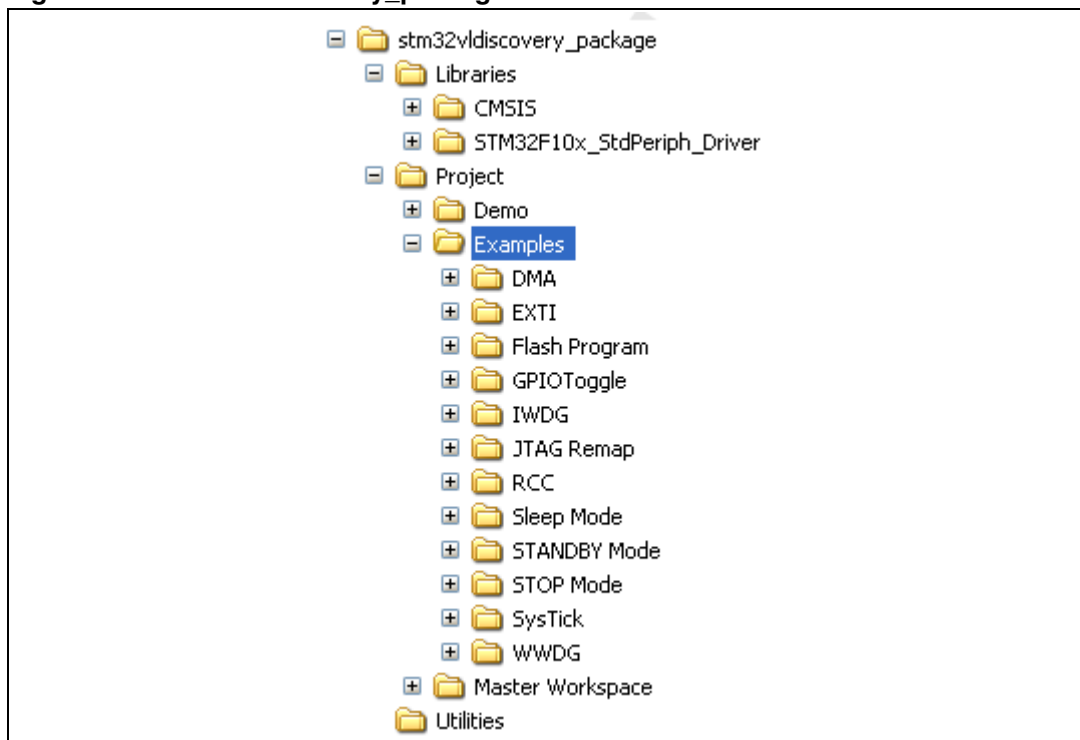 stm32vldiscovery_package
Libraries
CMSIS
STM32F10x_StdPeriph_Driver
Project
Demo
Examples
DMA
EXTI
Flash Program
GPIOToggle
IWDG
JTAG Remap
RCC
Sleep Mode
STANDBY Mode
STOP Mode
SysTick
WWDG
Master Workspace
Utilities